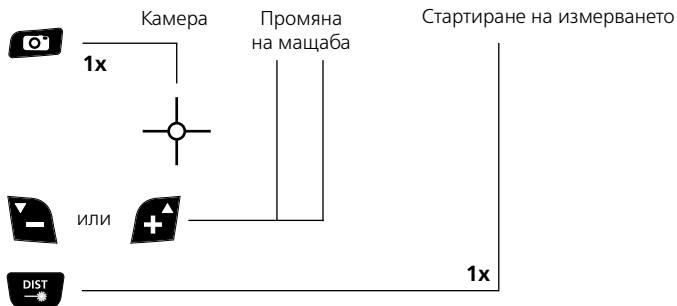 Камера
Промяна
на мащаба
Стартиране на измерването
1x
или
1x
DIST